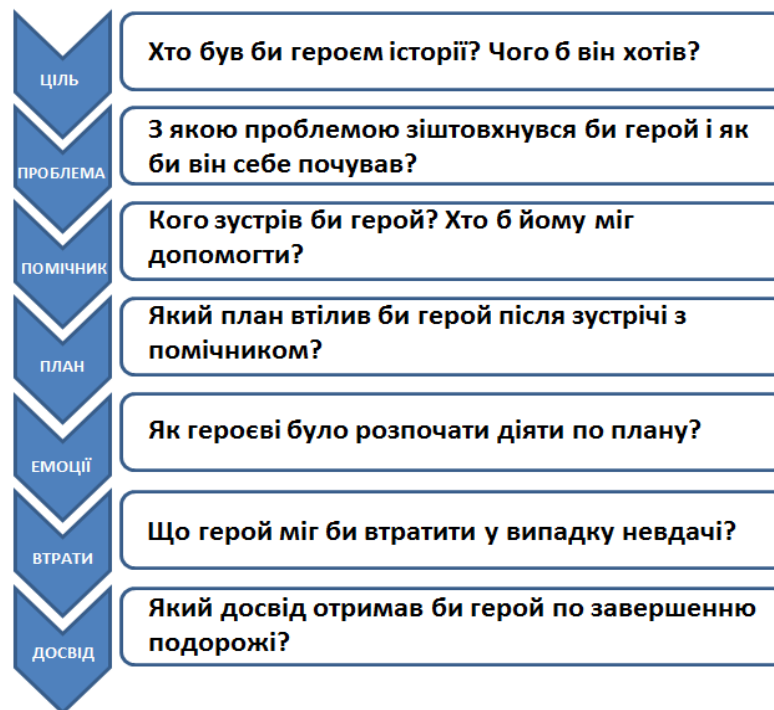 ЦІЛЬ
Хто був би героєм історії? Чого б він хотів?
ПРОБЛЕМА
З якою проблемою зіштовхнувся би герой і як
би він себе почував?
ПОМІЧНИК
Кого зустрів би герой? Хто б йому міг
допомогти?
ПЛАН
Який план втілив би герой після зустрічі з
помічником?
ЕМОЦІЇ
Як героєві було розпочати діяти по плану?
ВТРАТИ
Що герой міг би втратити у випадку невдачі?
ДОСВІД
Який досвід отримав би герой по завершенню
подорожі?